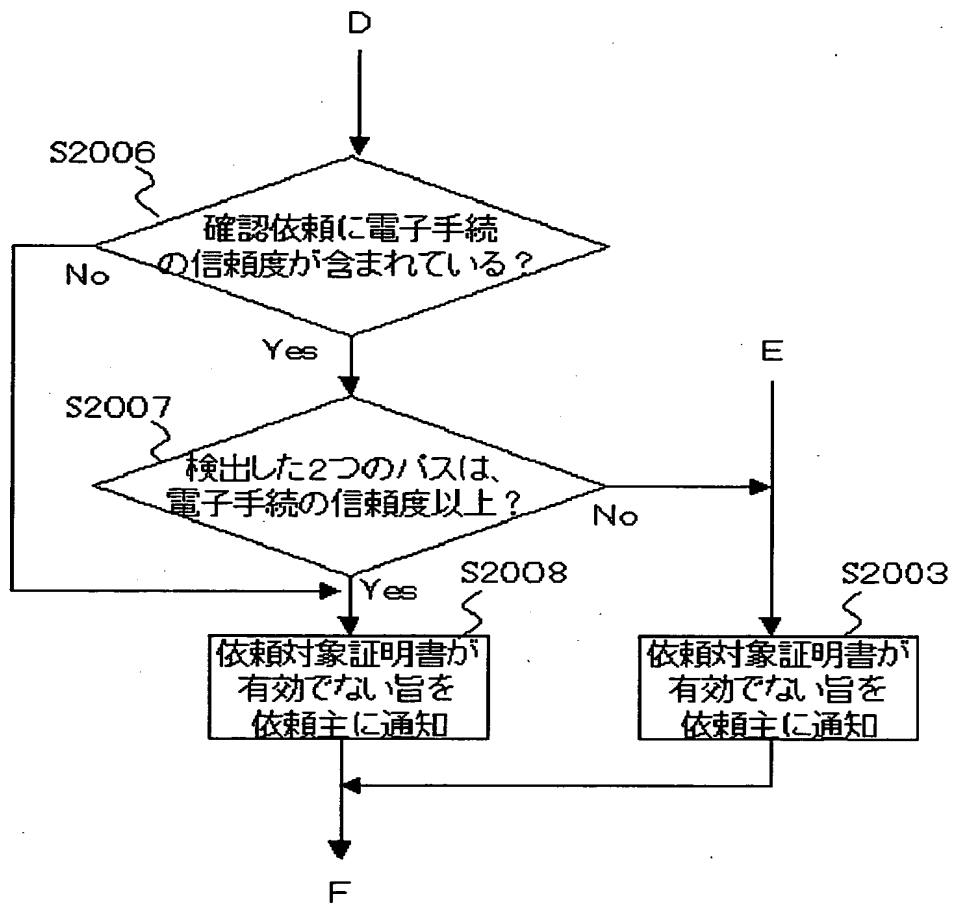 D
S2006
確認依頼に電子手続
の信頼度が含まれている?
No
Yes
E
S2007
検出した2つのパスは、
電子手続の信頼度以上?
No
Yes
S2008
S2003
依頼対象証明書が
有効でない旨を
依頼主に通知
依頼対象証明書が
有効でない旨を
依頼主に通知
F